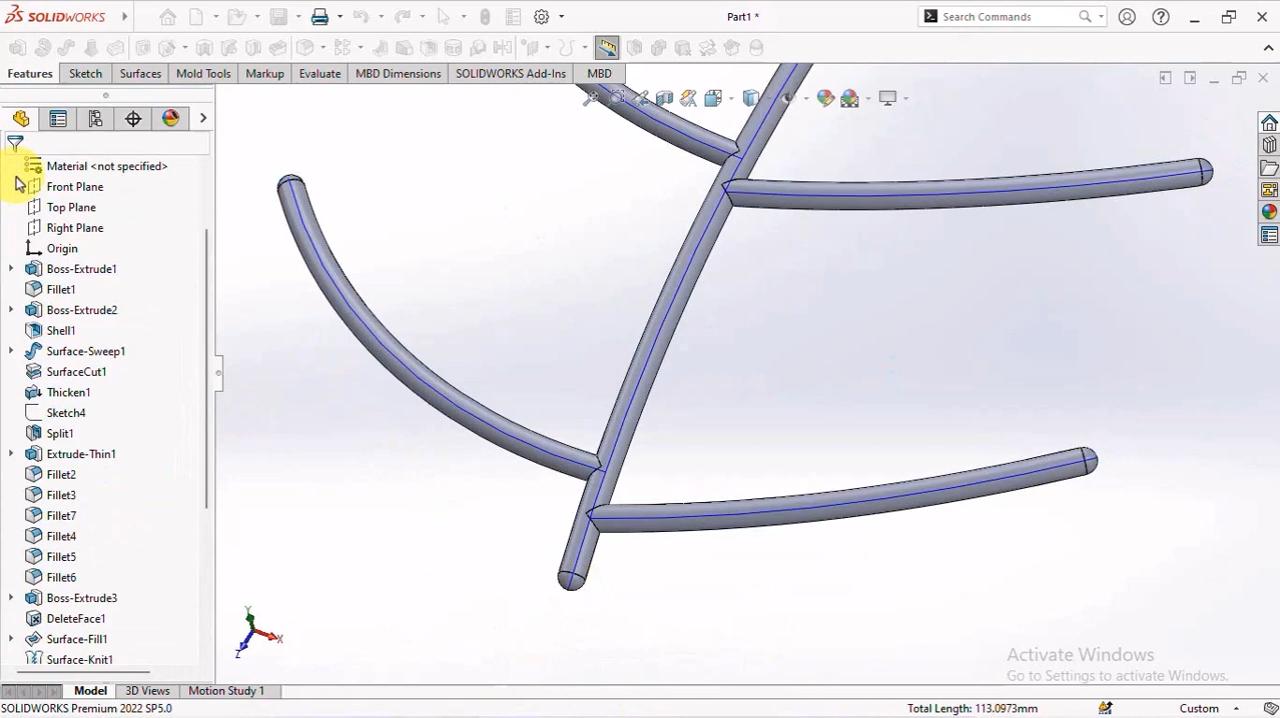 SOLIDWORKS
Part1 *
Search Commands
Features
Sketch
Surfaces
Mold Tools
Markup
Evaluate
MBD Dimensions
SOLIDWORKS Add-Ins
MBD
Material <not specified>
Front Plane
Top Plane
Right Plane
Origin
Boss-Extrude1
Fillet1
Boss-Extrude2
Shell1
Surface-Sweep1
SurfaceCut1
Thicken1
Sketch4
Split1
Extrude-Thin1
Fillet2
Fillet3
Fillet7
Fillet4
Fillet5
Fillet6
Boss-Extrude3
DeleteFace1
Surface-Fill1
Surface-Knit1
Y
X
Z
Activate Windows
Go to Settings to activate Windows.
Model
3D Views
Motion Study 1
SOLIDWORKS Premium 2022 SP5.0
Total Length: 113.0973mm
Custom